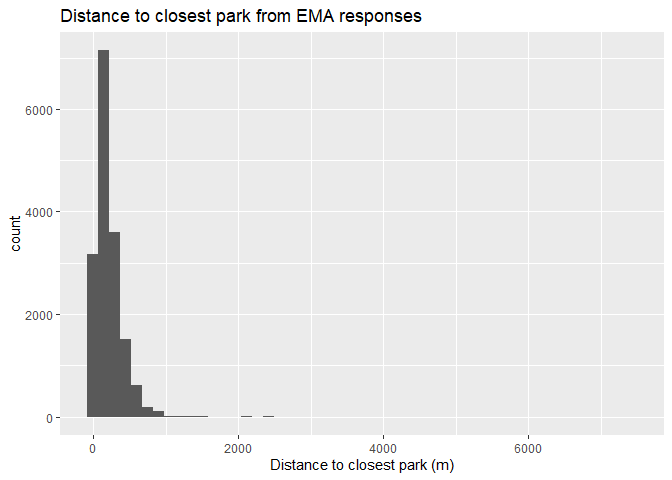 Distance to closest park from EMA responses
count
6000
4000
2000
0
0 2000 4000 6000
Distance to closest park (m)